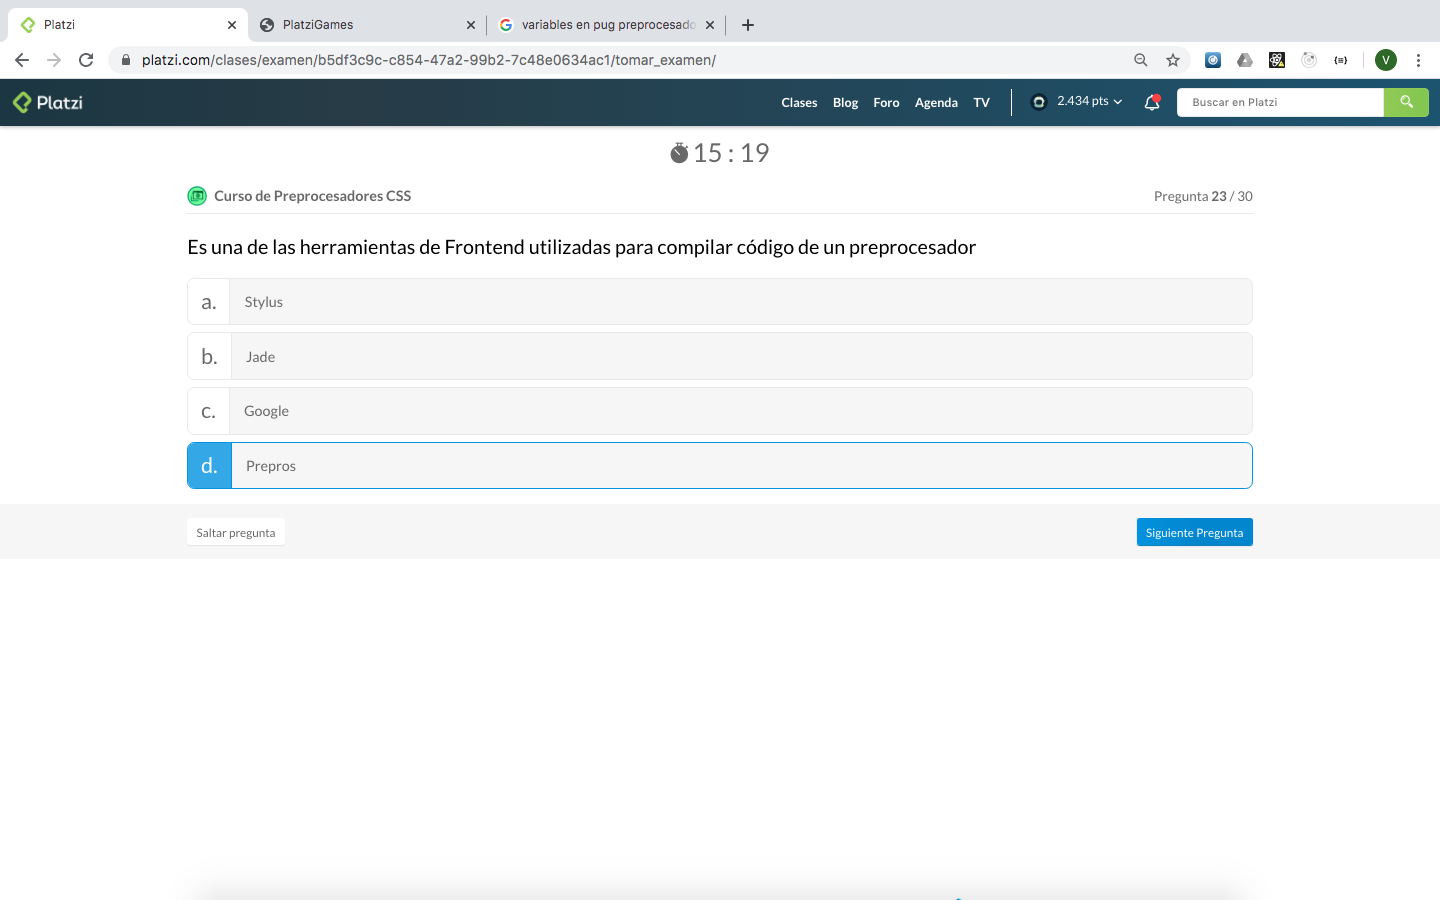 Platzi
PlatziGames
variables en pug preprocesado
platzi.com/clases/examen/b5df3c9c-c854-47a2-99b2-7c48e0634ac1/tomar_examen/
V
Platzi
Clases
Blog
Foro
Agenda
TV
2.434 pts
Buscar en Platzi
15 : 19
Curso de Preprocesadores CSS
Pregunta 23 / 30
Es una de las herramientas de Frontend utilizadas para compilar código de un preprocesador
a. Stylus
b. Jade
c. Google
d. Prepros
Saltar pregunta
Siguiente Pregunta